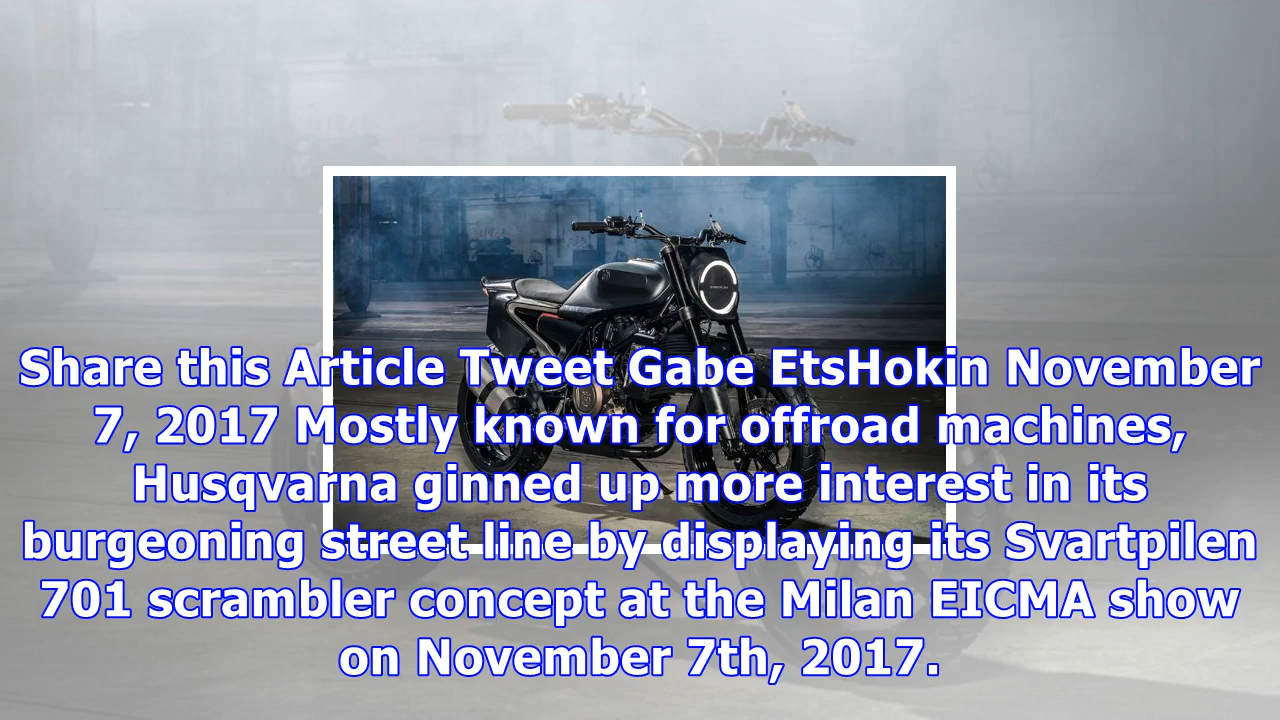 Share this Article Tweet Gabe EtsHokin November
7, 2017 Mostly known for offroad machines,
Husqvarna ginned up more interest in its
burgeoning street line by displaying its Svartpilen
701 scrambler concept at the Milan EICMA show
on November 7th, 2017.